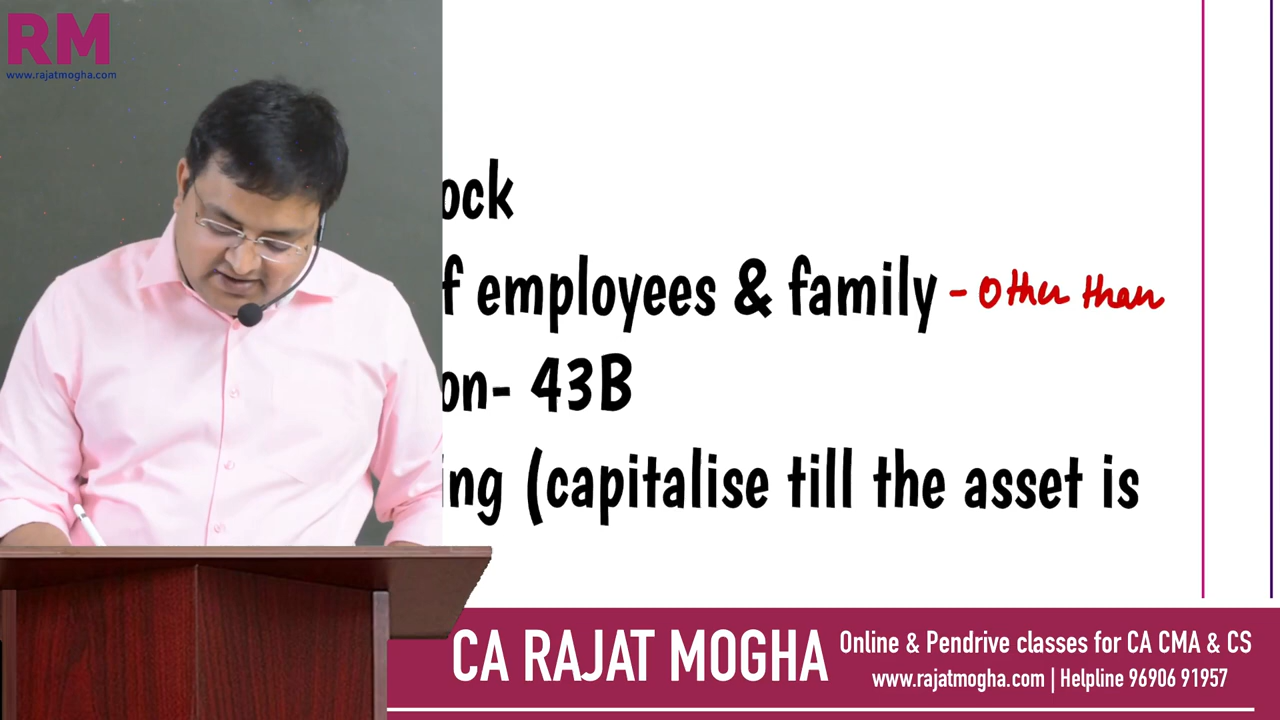 RM
www.rajatmogha.com
ock
f employees & family - other than
on- 43B
ing (capitalise till the asset is
CA RAJAT MOGHA
Online & Pendrive classes for CA CMA & CS
www.rajatmogha.com | Helpline 96906 91957